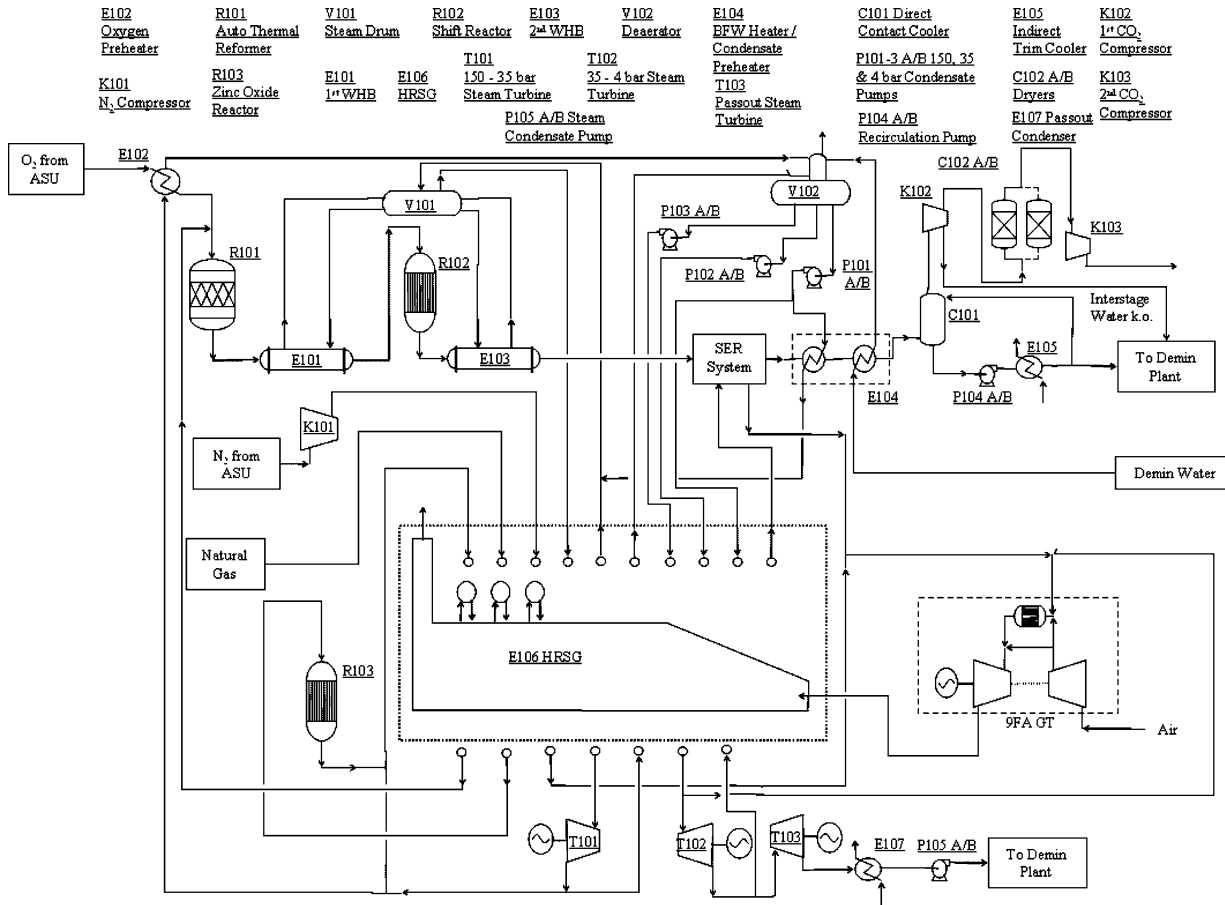 E102
Oxygen
Preheater
K101
N₂ Compressor
R101
Auto Thermal
Reformer
R103
Zinc Oxide
Reactor
V101
Steam Drum
E101
1ˢᵗ WHB
R102
Shift Reactor
E106
HRSG
E103
2ⁿᵈ WHB
T101
150 - 35 bar
Steam Turbine
P105 A/B Steam
Condensate Pump
V102
Deaerator
T102
35 - 4 bar Steam
Turbine
E104
BFW Heater /
Condensate
Preheater
T103
Passout Steam
Turbine
C101 Direct
Contact Cooler
P101-3 A/B 150, 35
& 4 bar Condensate
Pumps
P104 A/B
Recirculation Pump
E105
Indirect
Trim Cooler
C102 A/B
Dryers
E107 Passout
Condenser
K102
1ˢᵗ CO₂
Compressor
K103
2ⁿᵈ CO₂
Compressor
O₂ from
ASU
E102
V101
V102
C102 A/B
K102
K103
P103 A/B
P102 A/B
P101
A/B
R101
R102
E101
E103
SER
System
E104
C101
Interstage
Water k.o.
E105
P104 A/B
To Demin
Plant
K101
N₂ from
ASU
Demin Water
Natural
Gas
E106 HRSG
R103
9FA GT
Air
T101
T102
T103
E107
P105 A/B
To Demin
Plant